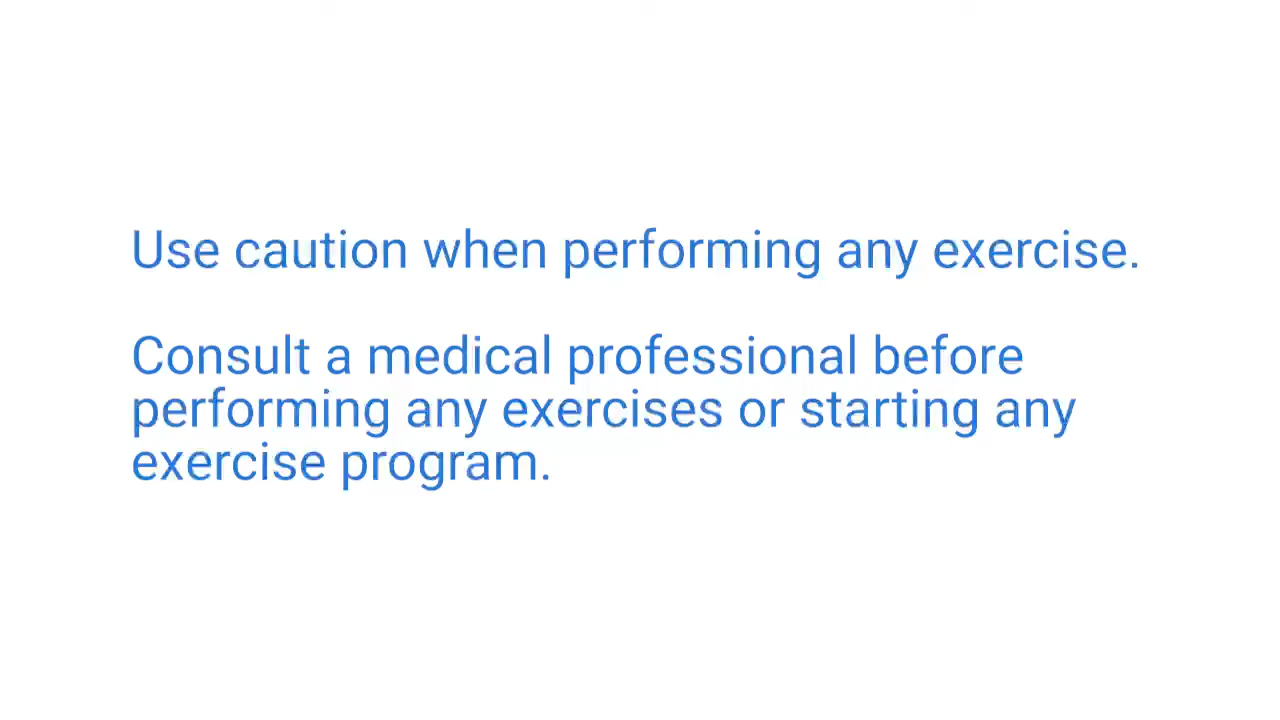 Use caution when performing any exercise.
Consult a medical professional before
performing any exercises or starting any
exercise program.